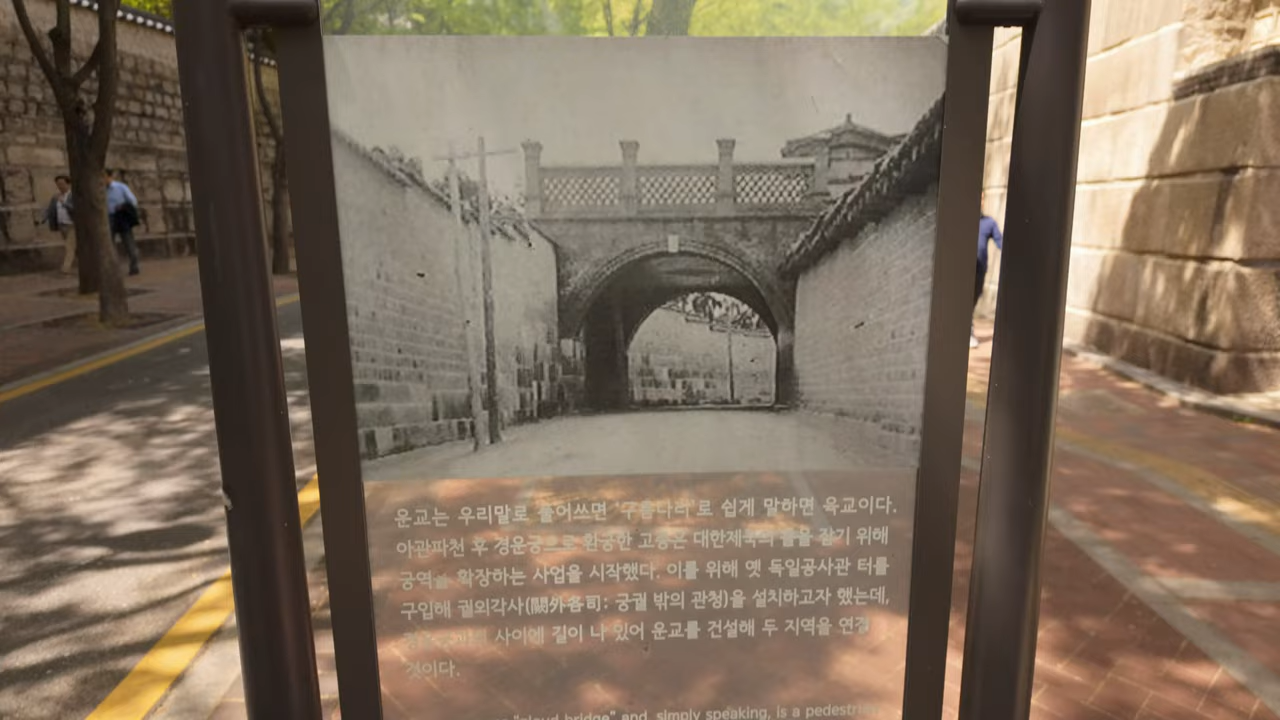 운교는 우리말로 풀어쓰면 '구름다리'로 쉽게 말하면 육교이다.
아관파천 후 경운궁으로 환궁한 고종은 대한제국의 틀을 잡기 위해
궁역을 확장하는 사업을 시작했다. 이를 위해 옛 독일공사관 터를
구입해 궐외각사(闕外各司: 궁궐 밖의 관청)을 설치하고자 했는데,
사이에 길이 나 있어 운교를 건설해 두 지역을 연결
것이다.
"cloud bridge" and, simply speaking, is a